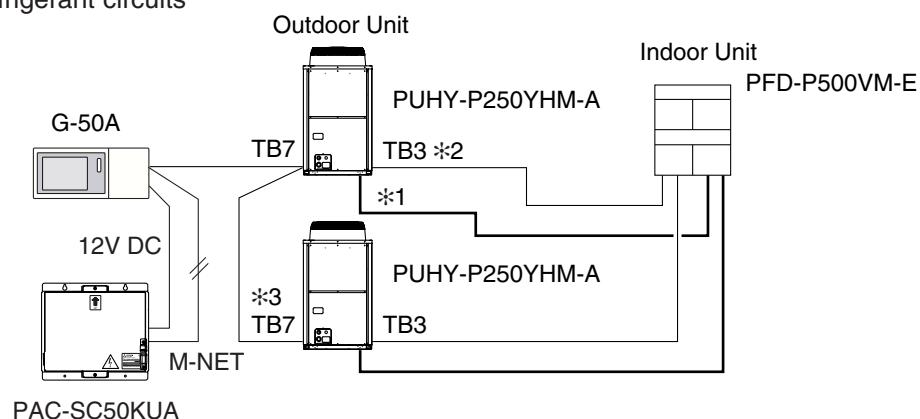 rigerant circuits
Outdoor Unit
Indoor Unit
PFD-P500VM-E
PUHY-P250YHM-A
G-50A
TB7
TB3 ✻2
✻1
12V DC
PUHY-P250YHM-A
✻3
TB7
TB3
M-NET
PAC-SC50KUA